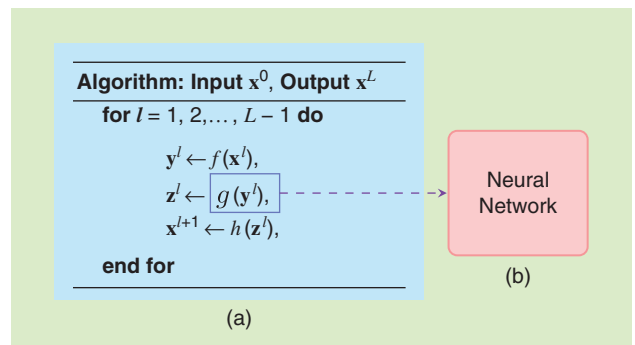 Algorithm: Input x⁰, Output xᴸ
for l = 1, 2,..., L – 1 do
yˡ ← f(xˡ),
zˡ ← g(yˡ),
xˡ⁺¹ ← h(zˡ),
end for
(a)
Neural
Network
(b)